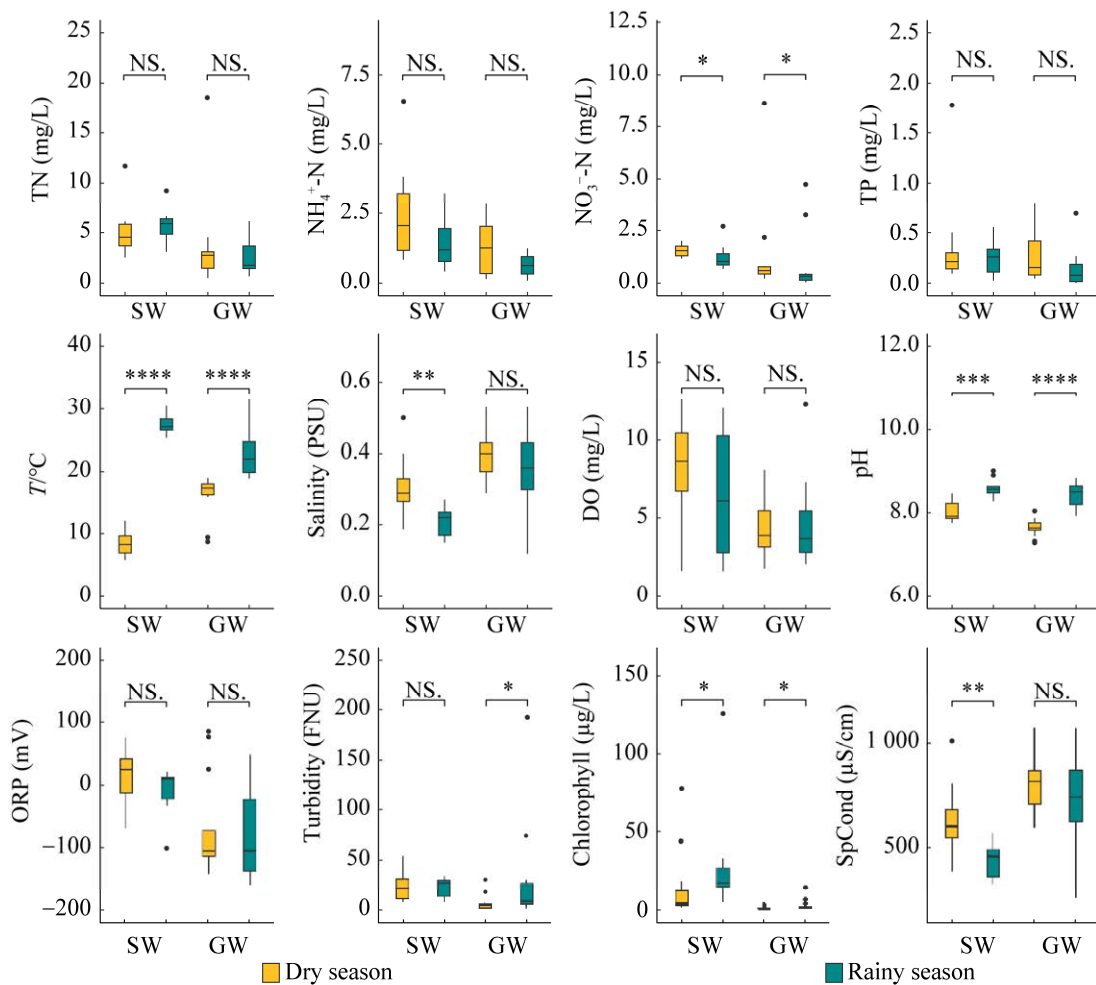 TN (mg/L)
25
20
15
10
5
0
NS.
NS.
SW
GW
NH₄⁺-N (mg/L)
7.5
5.0
2.5
0
NS.
NS.
SW
GW
NO₃⁻-N (mg/L)
12.5
10.0
7.5
5.0
2.5
0.0
*
*
SW
GW
TP (mg/L)
2.5
2.0
1.5
1.0
0.5
0.0
NS.
NS.
SW
GW
T/°C
40
30
20
10
0
****
****
SW
GW
Salinity (PSU)
0.6
0.4
0.2
0.0
**
NS.
SW
GW
DO (mg/L)
15
10
5
0
NS.
NS.
SW
GW
pH
12.0
10.0
8.0
6.0
***
****
SW
GW
ORP (mV)
200
100
0
−100
−200
NS.
NS.
SW
GW
Turbidity (FNU)
250
200
150
100
50
0
NS.
*
SW
GW
Chlorophyll (μg/L)
150
100
50
0
*
*
SW
GW
SpCond (μS/cm)
1 000
500
**
NS.
SW
GW
Dry season
Rainy season